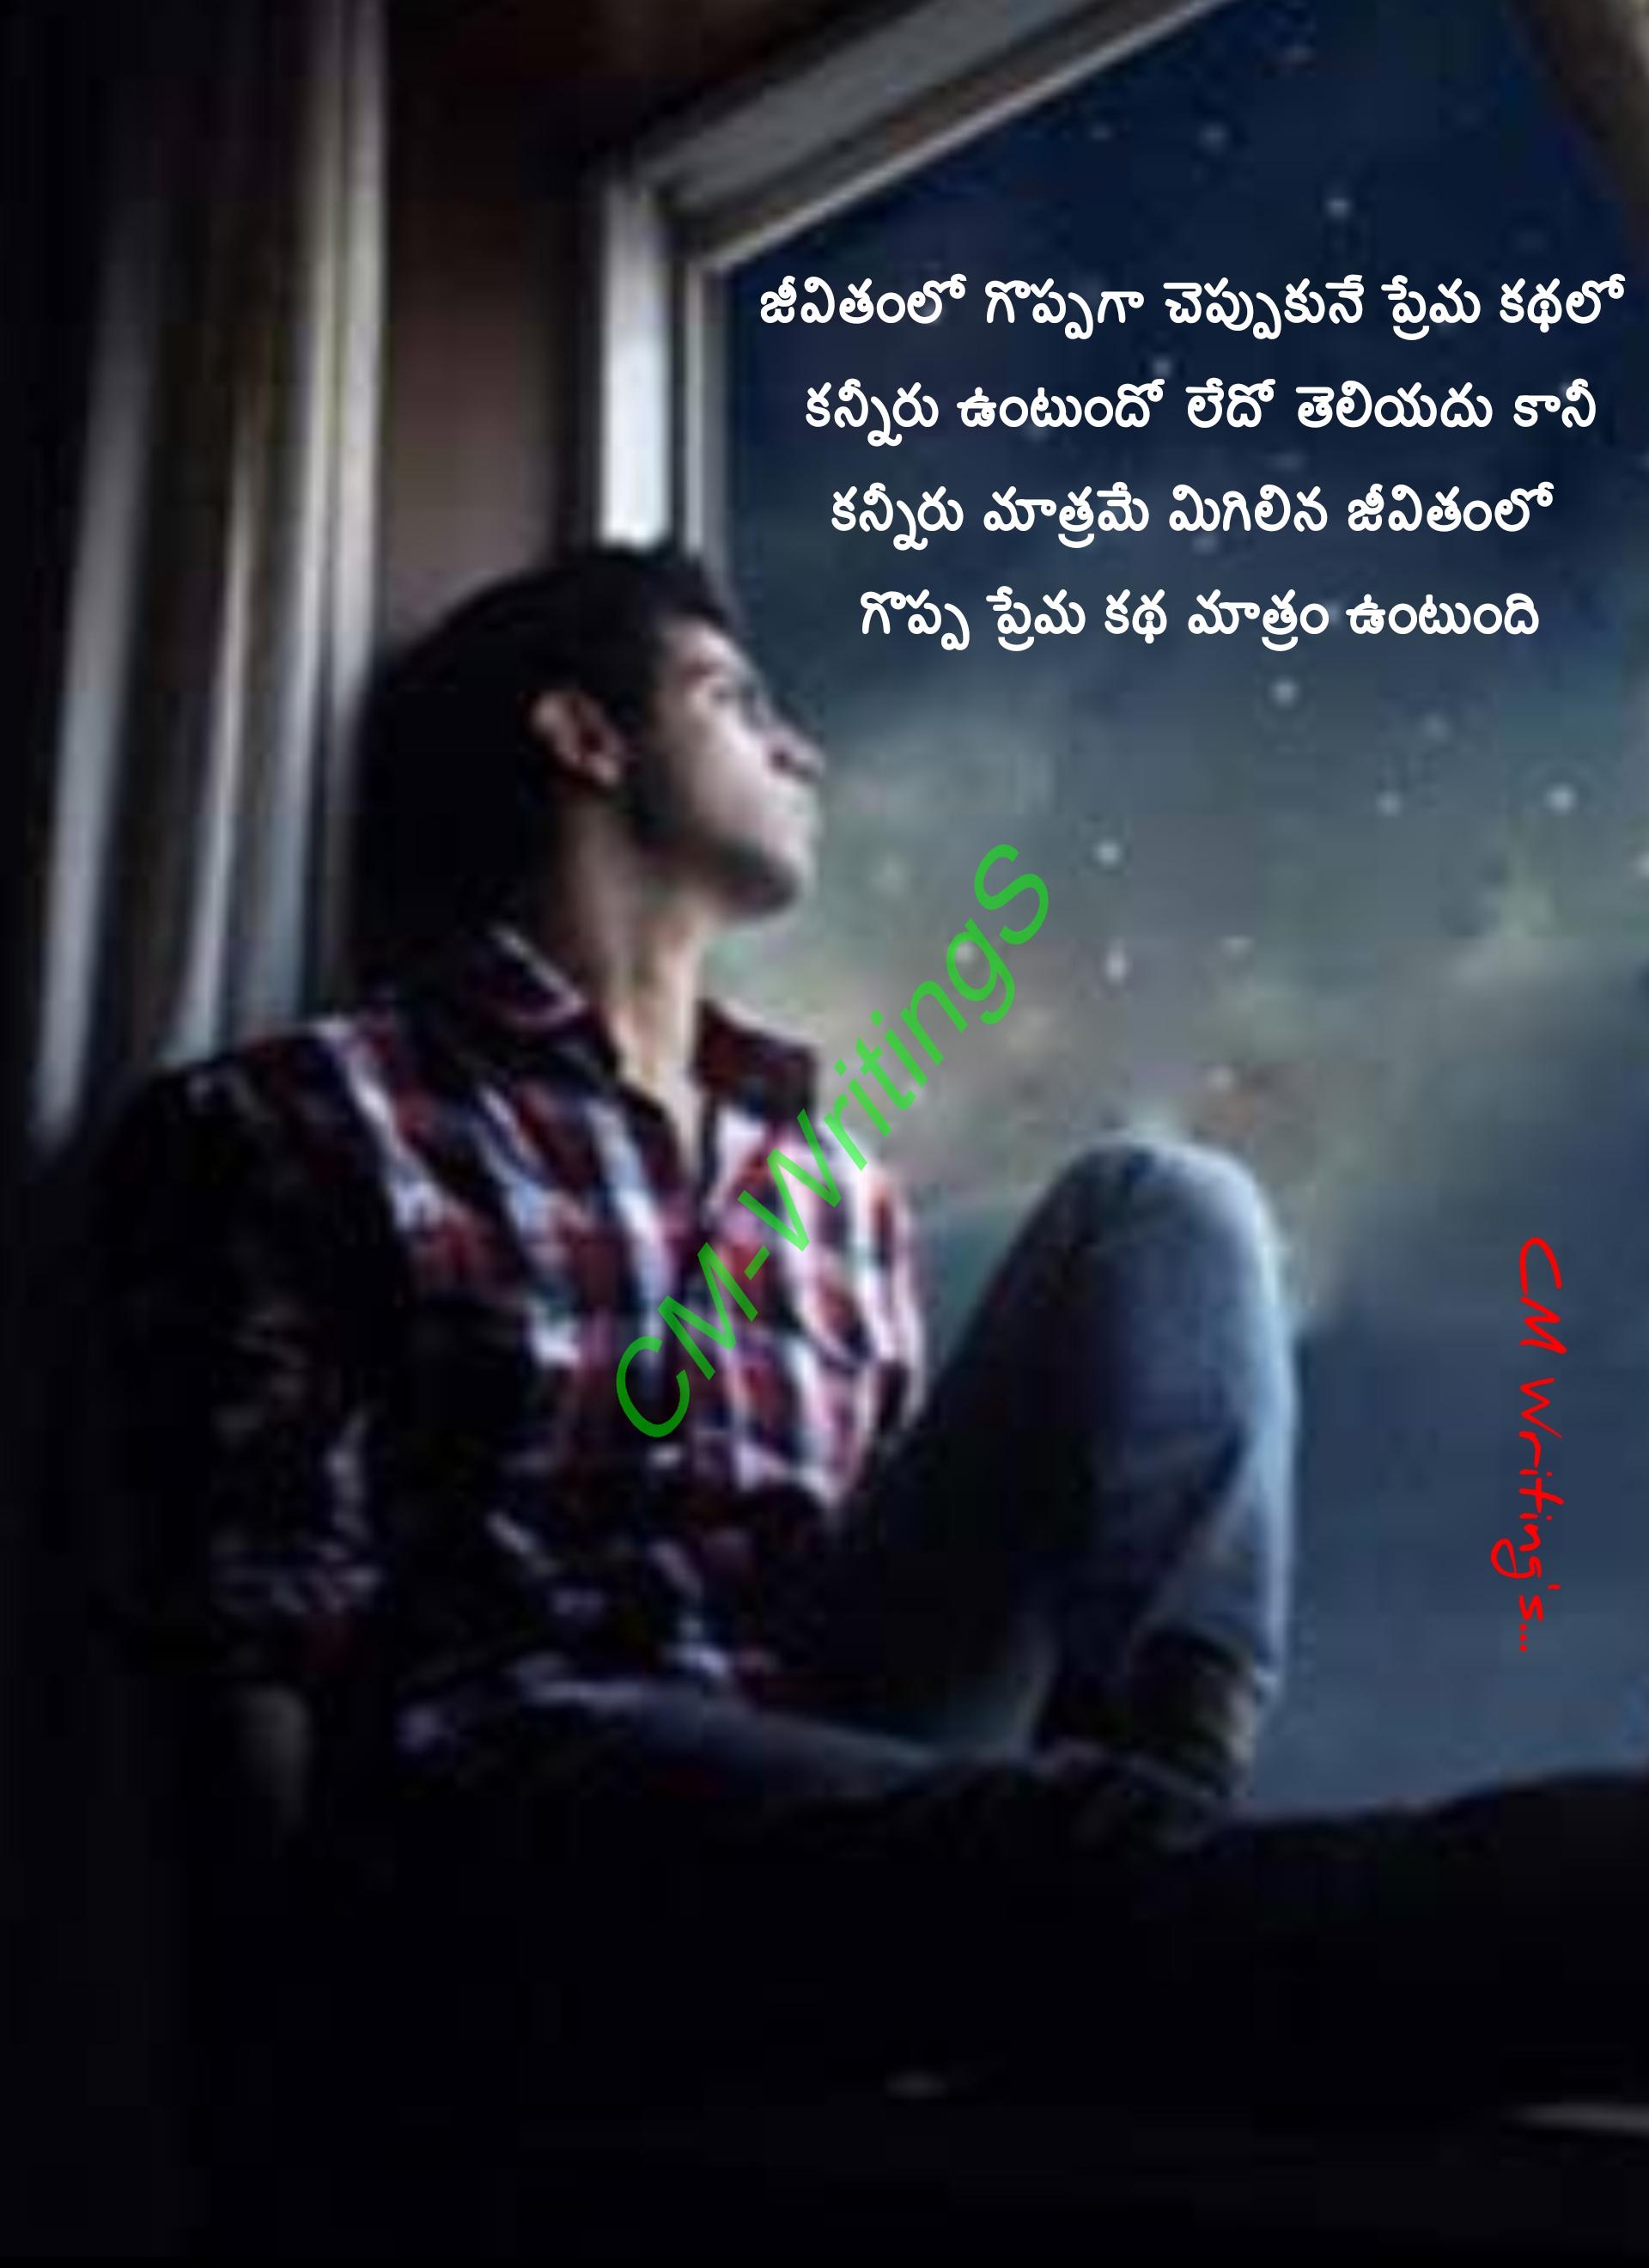 జీవితంలో గొప్పగా చెప్పుకునే ప్రేమ కథలో
కన్నీరు ఉంటుందో లేదో తెలియదు కానీ
కన్నీరు మాత్రమే మిగిలిన జీవితంలో
గొప్ప ప్రేమ కథ మాత్రం ఉంటుంది
CM-WritingS
CM Writing's...